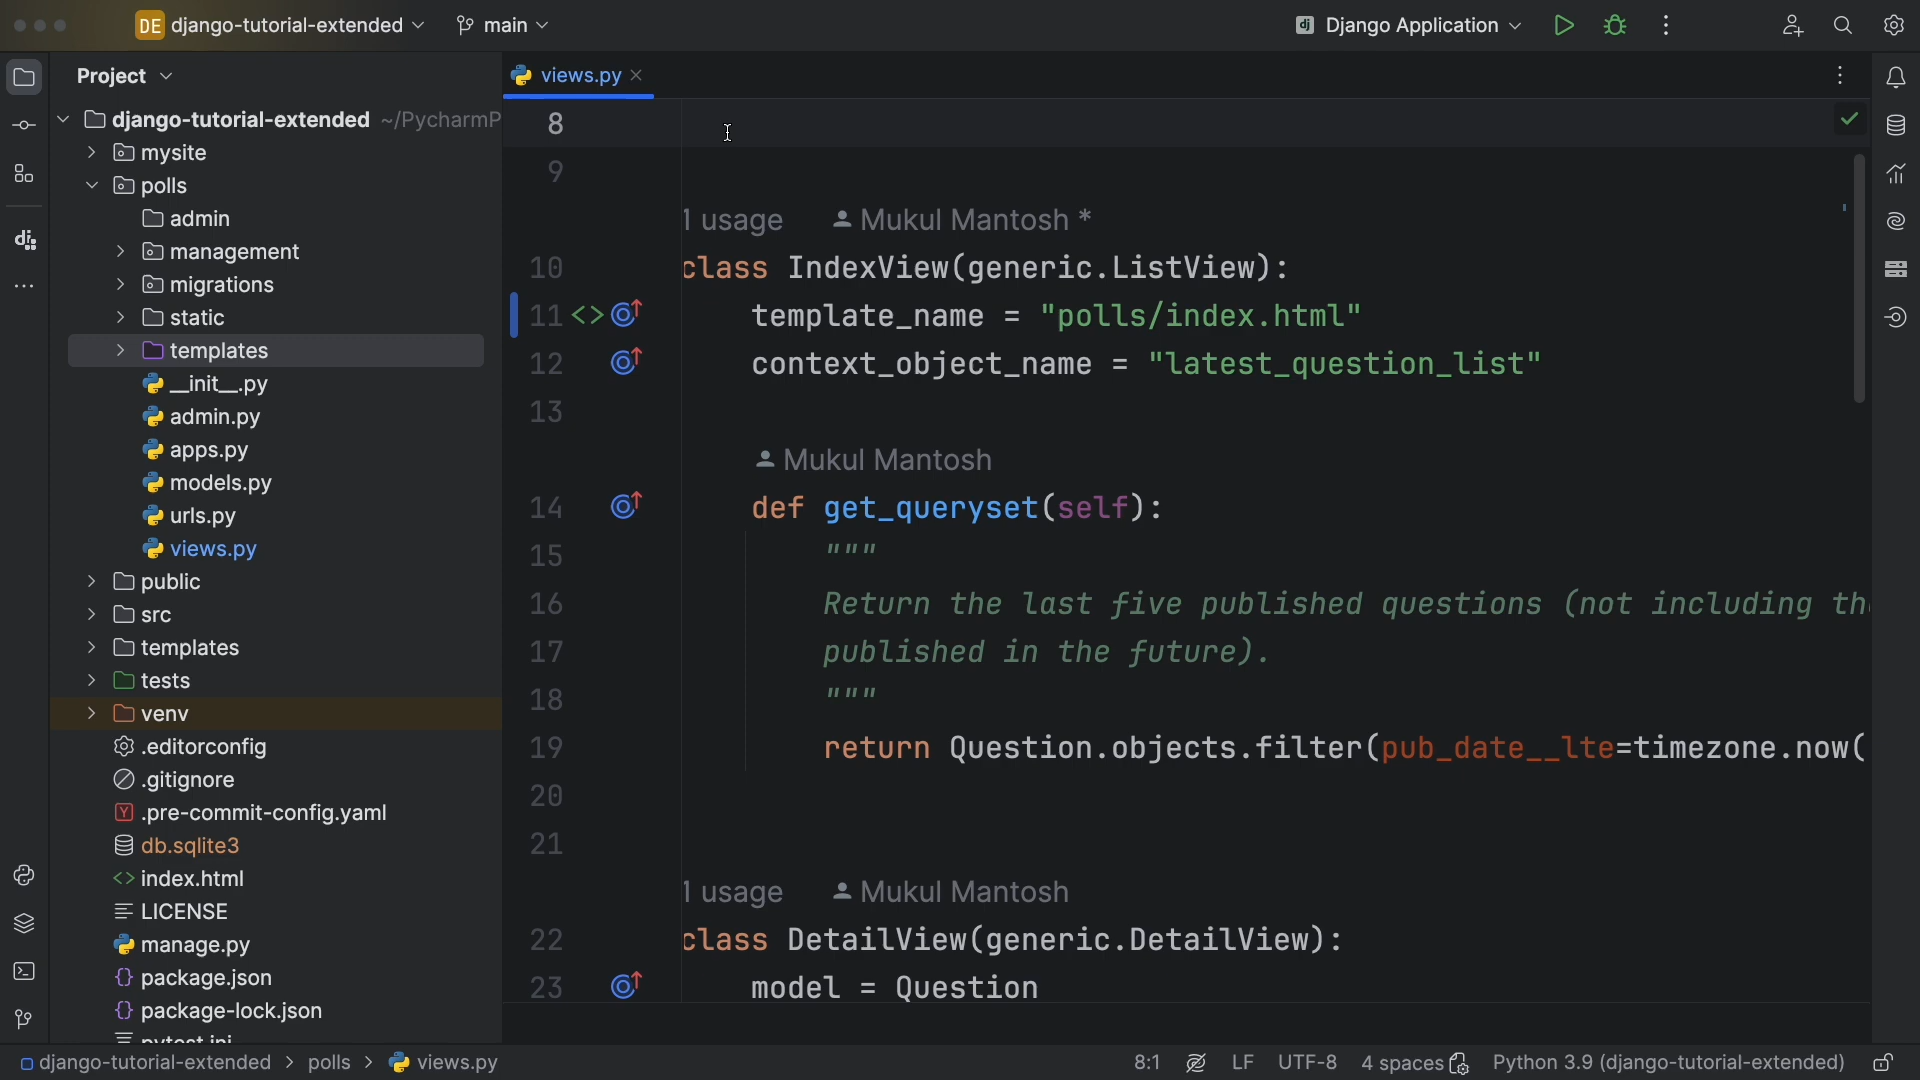 DE django-tutorial-extended main Django Application
Project
views.py
django-tutorial-extended ~/PycharmP
mysite
polls
admin
management
migrations
static
templates
__init__.py
admin.py
apps.py
models.py
urls.py
views.py
public
src
templates
tests
venv
.editorconfig
.gitignore
.pre-commit-config.yaml
db.sqlite3
index.html
LICENSE
manage.py
package.json
package-lock.json
pytest.ini
8
9
1 usage Mukul Mantosh *
10 class IndexView(generic.ListView):
11 template_name = "polls/index.html"
12 context_object_name = "latest_question_list"
13
Mukul Mantosh
14 def get_queryset(self):
15 """
16 Return the last five published questions (not including th
17 published in the future).
18 """
19 return Question.objects.filter(pub_date__lte=timezone.now(
20
21
1 usage Mukul Mantosh
22 class DetailView(generic.DetailView):
23 model = Question
django-tutorial-extended > polls > views.py 8:1 LF UTF-8 4 spaces Python 3.9 (django-tutorial-extended)